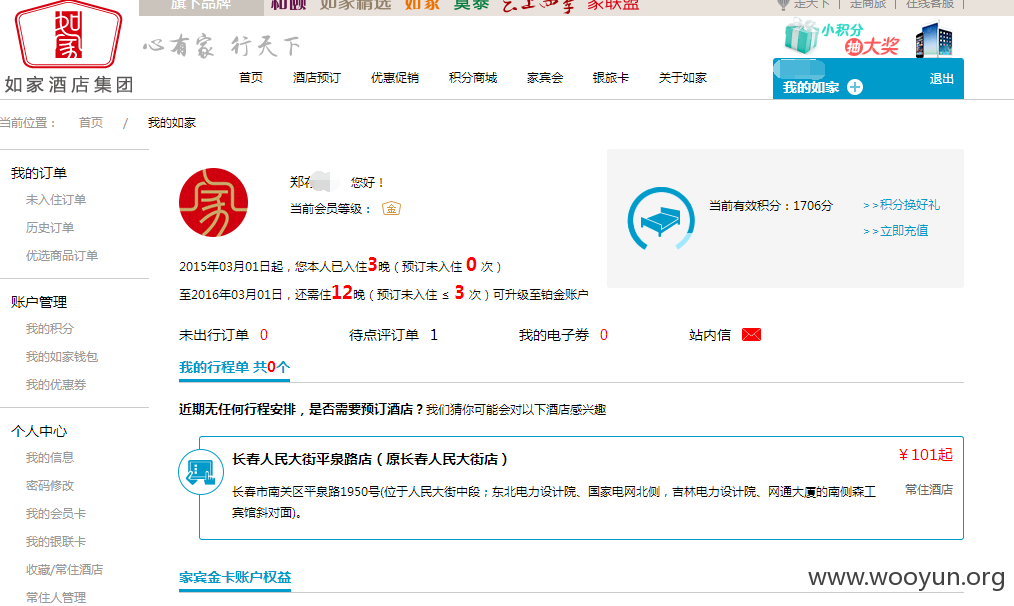 旗下品牌 和颐 如家精选 如家 莫泰 云上四季 家联盟
走天下 | 走商旅 | 在线客服 |
如家
如家酒店集团
心有家 行天下
小积分
抽大奖
首页 酒店预订 优惠促销 积分商城 家宾会 银旅卡 关于如家
我的如家 退出
当前位置： 首页 / 我的如家
我的订单
未入住订单
历史订单
优选商品订单
账户管理
我的积分
我的如家钱包
我的优惠券
个人中心
我的信息
密码修改
我的会员卡
我的银联卡
收藏/常住酒店
常住人管理
家
郑 您好！
当前会员等级： 金
当前有效积分：1706分 >>积分换好礼
>>立即充值
2015年03月01日起，您本人已入住3晚（预订未入住 0 次）
至2016年03月01日，还需住12晚（预订未入住 ≤ 3 次）可升级至铂金账户
未出行订单 0 待点评订单 1 我的电子券 0 站内信
我的行程单 共0个
近期无任何行程安排，是否需要预订酒店？我们猜你可能会对以下酒店感兴趣
长春人民大街平泉路店（原长春人民大街店） ￥101起
长春市南关区平泉路1950号(位于人民大街中段；东北电力设计院、国家电网北侧，吉林电力设计院、网通大厦的南侧森工 常住酒店
宾馆斜对面)。
家宾金卡账户权益
www.wooyun.org